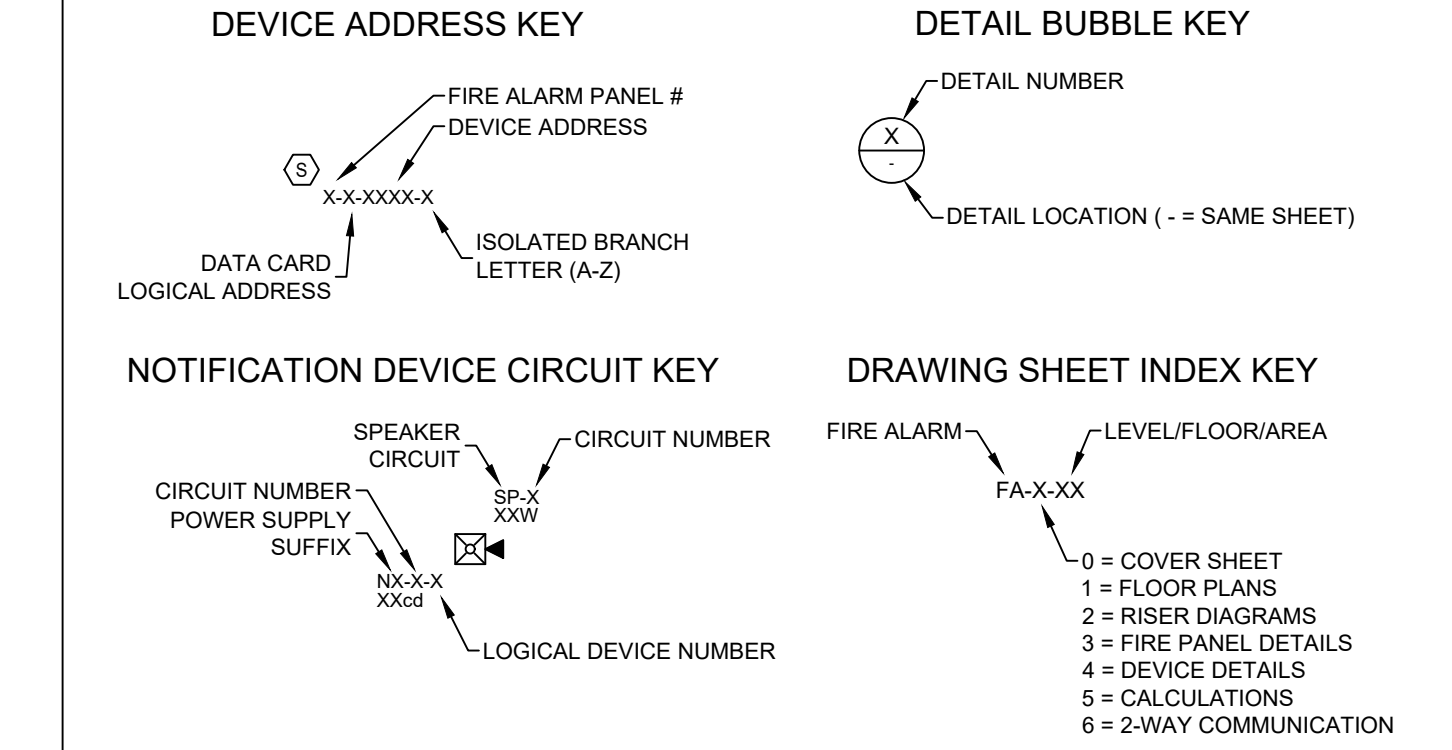 DEVICE ADDRESS KEY
FIRE ALARM PANEL #
DEVICE ADDRESS
S
X-X-XXXX-X
DATA CARD
LOGICAL ADDRESS
ISOLATED BRANCH
LETTER (A-Z)
DETAIL BUBBLE KEY
DETAIL NUMBER
X
-
DETAIL LOCATION ( - = SAME SHEET)
NOTIFICATION DEVICE CIRCUIT KEY
SPEAKER
CIRCUIT
CIRCUIT NUMBER
SP-X
XXW
CIRCUIT NUMBER
POWER SUPPLY
SUFFIX
NX-X-X
XXcd
LOGICAL DEVICE NUMBER
DRAWING SHEET INDEX KEY
FIRE ALARM
LEVEL/FLOOR/AREA
FA-X-XX
0 = COVER SHEET
1 = FLOOR PLANS
2 = RISER DIAGRAMS
3 = FIRE PANEL DETAILS
4 = DEVICE DETAILS
5 = CALCULATIONS
6 = 2-WAY COMMUNICATION